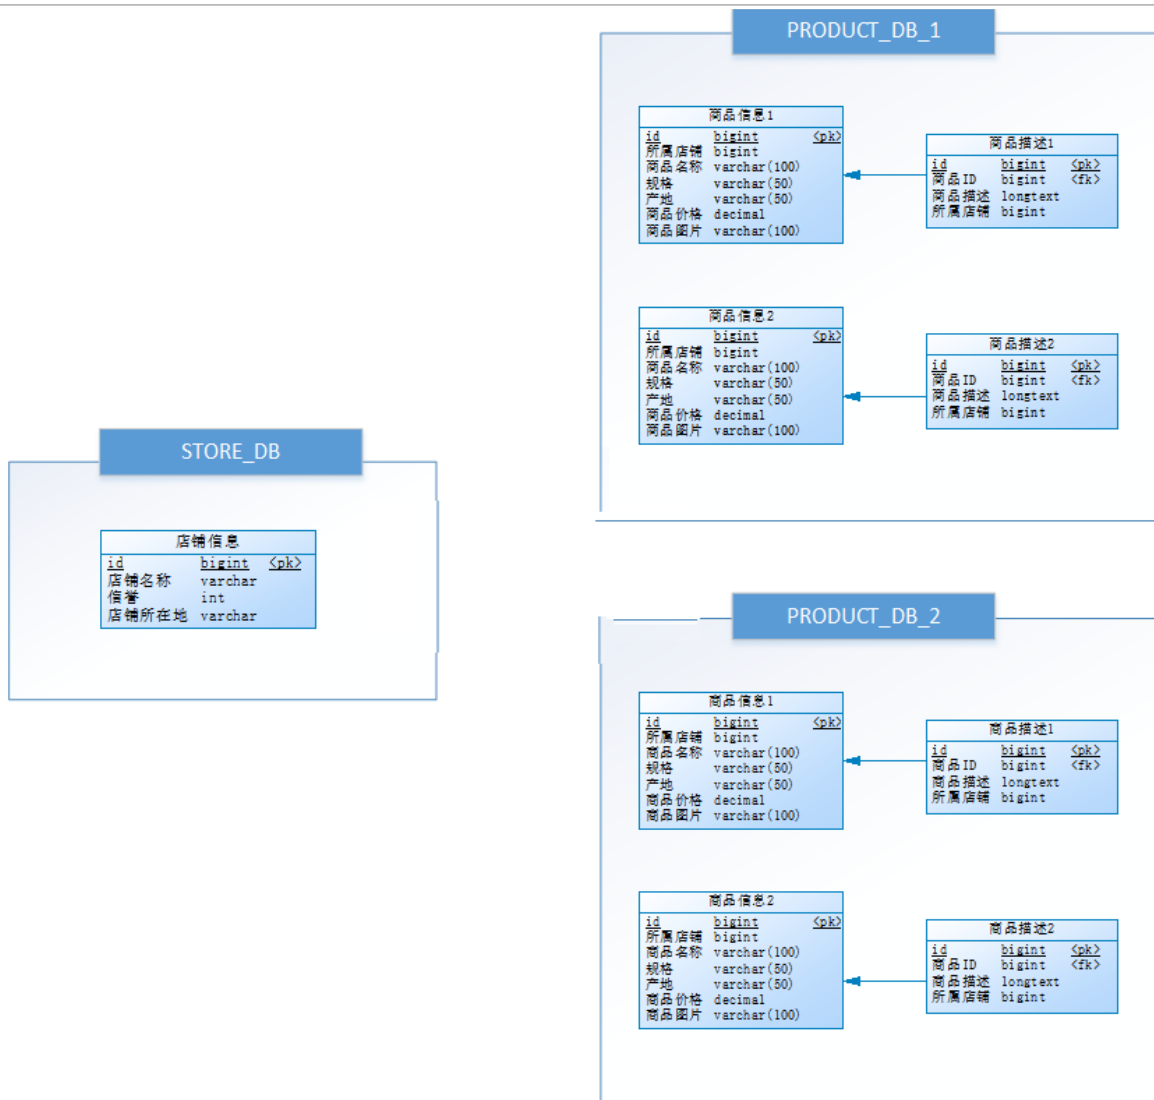 PRODUCT_DB_1
商品信息1
id bigint <pk>
所属店铺 bigint
商品名称 varchar(100)
规格 varchar(50)
产地 varchar(50)
商品价格 decimal
商品图片 varchar(100)
商品描述1
id bigint <pk>
商品ID bigint <fk>
商品描述 longtext
所属店铺 bigint
商品信息2
id bigint <pk>
所属店铺 bigint
商品名称 varchar(100)
规格 varchar(50)
产地 varchar(50)
商品价格 decimal
商品图片 varchar(100)
商品描述2
id bigint <pk>
商品ID bigint <fk>
商品描述 longtext
所属店铺 bigint
STORE_DB
店铺信息
id bigint <pk>
店铺名称 varchar
信誉 int
店铺所在地 varchar
PRODUCT_DB_2
商品信息1
id bigint <pk>
所属店铺 bigint
商品名称 varchar(100)
规格 varchar(50)
产地 varchar(50)
商品价格 decimal
商品图片 varchar(100)
商品描述1
id bigint <pk>
商品ID bigint <fk>
商品描述 longtext
所属店铺 bigint
商品信息2
id bigint <pk>
所属店铺 bigint
商品名称 varchar(100)
规格 varchar(50)
产地 varchar(50)
商品价格 decimal
商品图片 varchar(100)
商品描述2
id bigint <pk>
商品ID bigint <fk>
商品描述 longtext
所属店铺 bigint